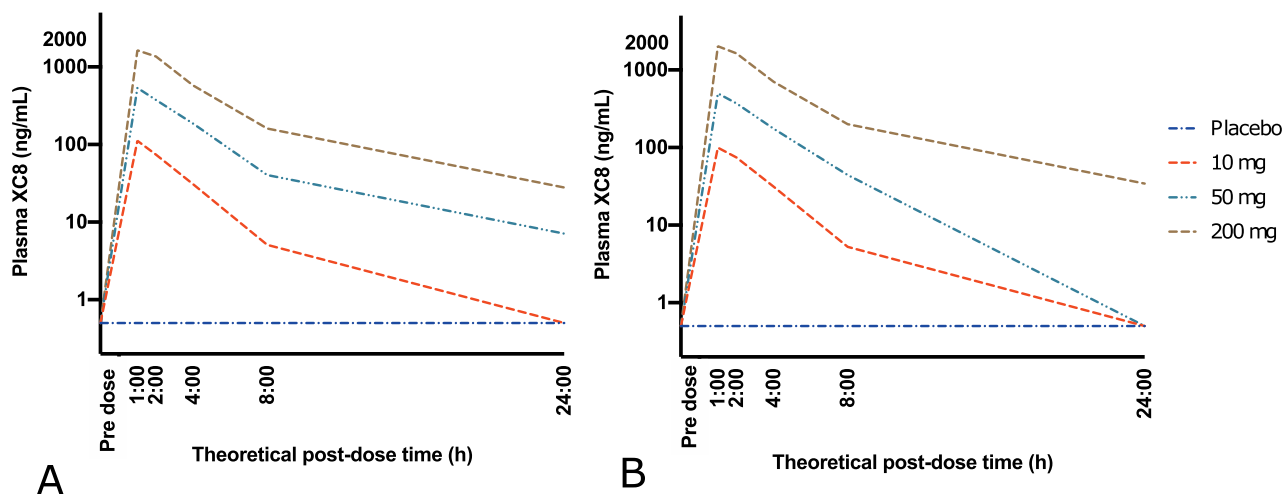 2000
1000
100
10
1
Plasma XC8 (ng/mL)
Pre dose
1:00
2:00
4:00
8:00
24:00
Theoretical post-dose time (h)
A
2000
1000
100
10
1
Plasma XC8 (ng/mL)
Pre dose
1:00
2:00
4:00
8:00
24:00
Theoretical post-dose time (h)
B
Placebo
10 mg
50 mg
200 mg